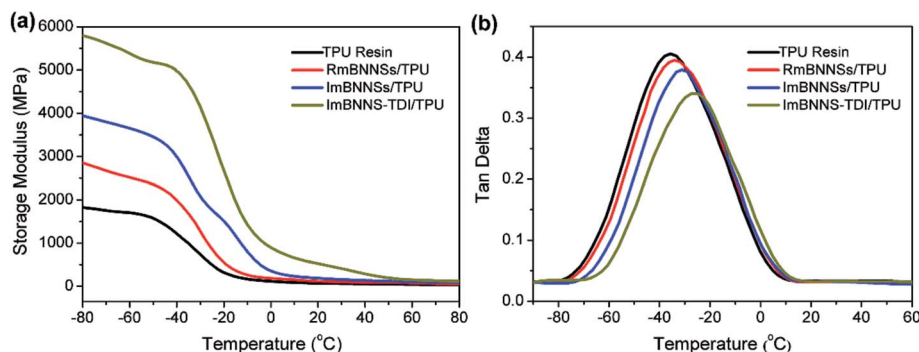 (a)
TPU Resin
RmBNNSs/TPU
ImBNNSs/TPU
ImBNNS-TDI/TPU
Storage Modulus (MPa)
6000
5000
4000
3000
2000
1000
0
-80 -60 -40 -20 0 20 40 60 80
Temperature (°C)
(b)
TPU Resin
RmBNNSs/TPU
ImBNNSs/TPU
ImBNNS-TDI/TPU
Tan Delta
0.4
0.3
0.2
0.1
0.0
-80 -60 -40 -20 0 20 40 60
Temperature (°C)